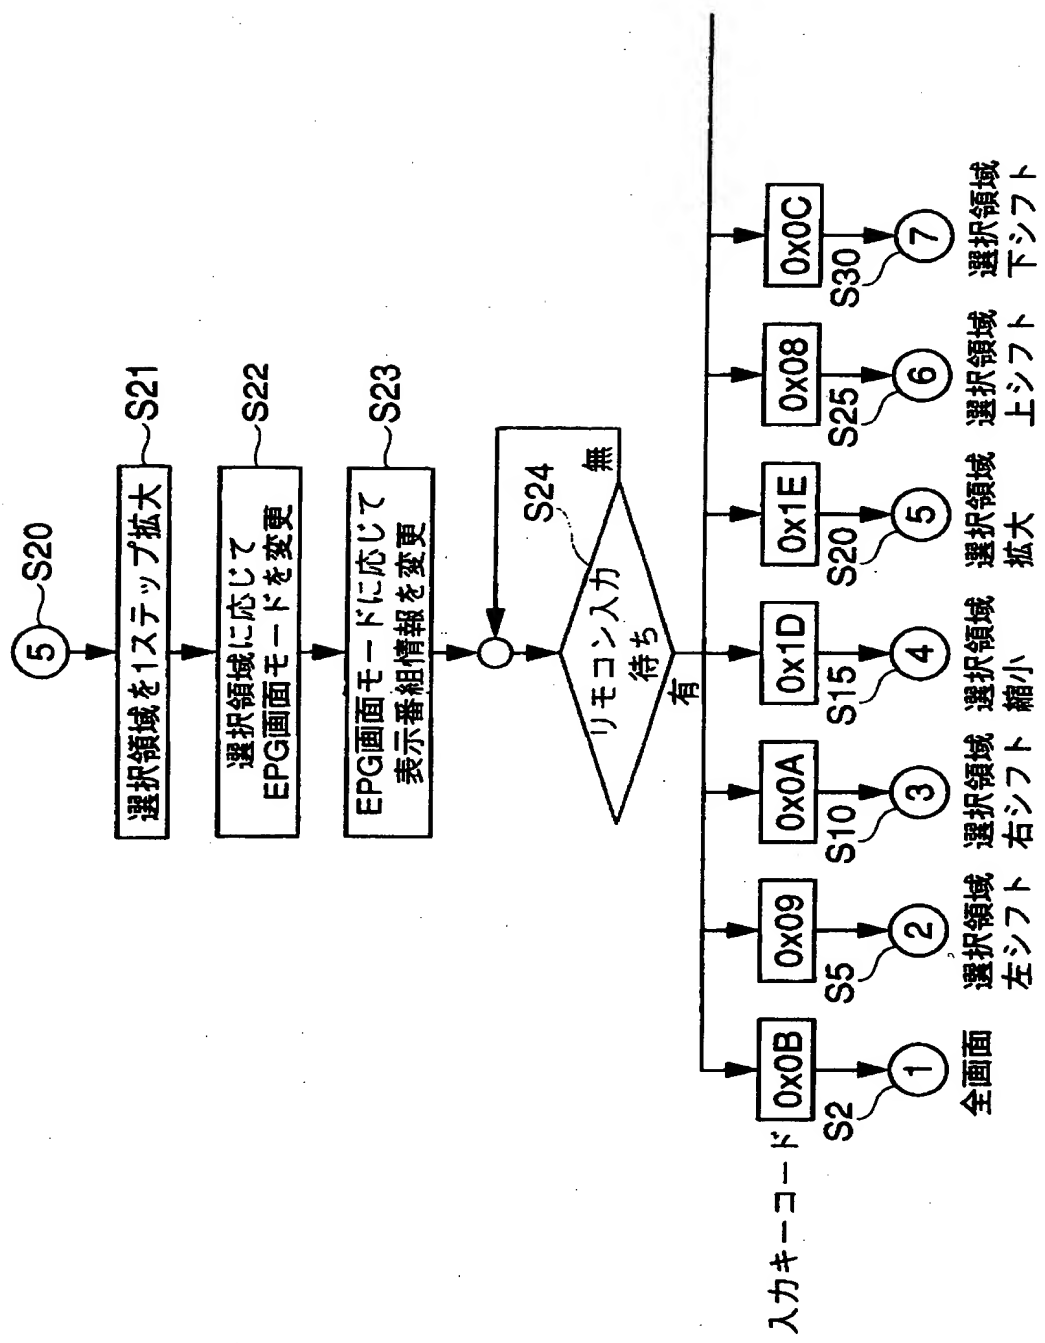 5
S20
選択領域を1ステップ拡大
S21
選択領域に応じて
EPG画面モードを変更
S22
EPG画面モードに応じて
表示番組情報を変更
S23
リモコン入力
待ち
S24
無
有
入力キーコード
0x0B
0x09
0x0A
0x1D
0x1E
0x08
0x0C
S2
S5
S10
S15
S20
S25
S30
1
2
3
4
5
6
7
全画面
選択領域
左シフト
選択領域
右シフト
選択領域
縮小
選択領域
拡大
選択領域
上シフト
選択領域
下シフト